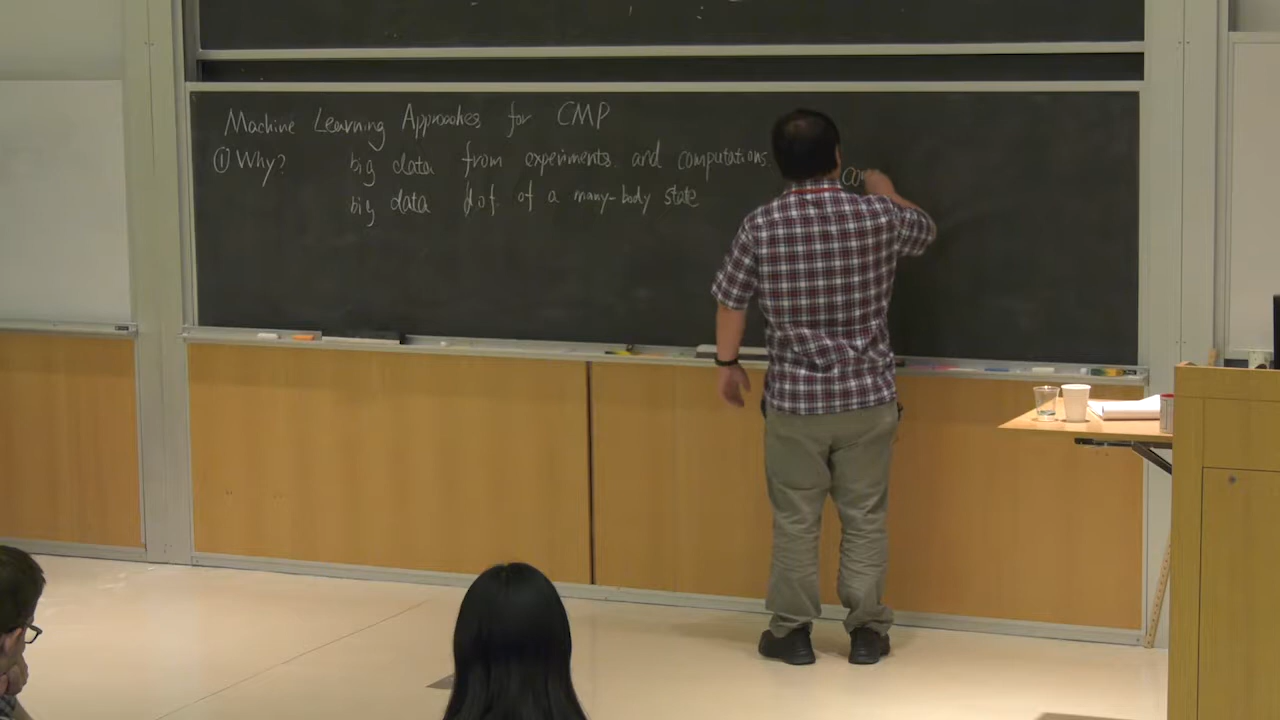 Machine Learning Approaches for CMP
① Why? big data from experiments and computations. co
big data d.o.f. of a many-body state